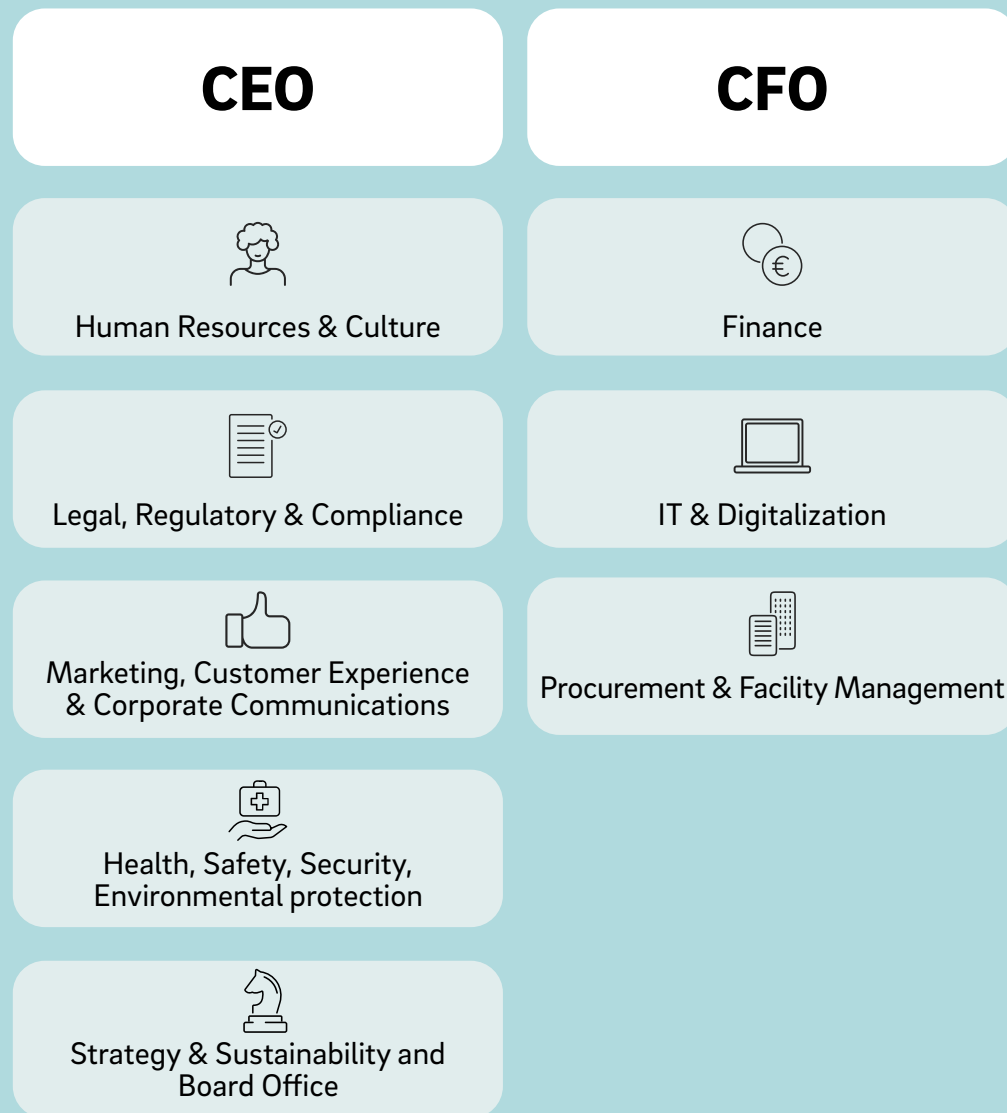 CEO
CFO
Human Resources & Culture
Finance
Legal, Regulatory & Compliance
IT & Digitalization
Marketing, Customer Experience
& Corporate Communications
Procurement & Facility Management
Health, Safety, Security,
Environmental protection
Strategy & Sustainability and
Board Office